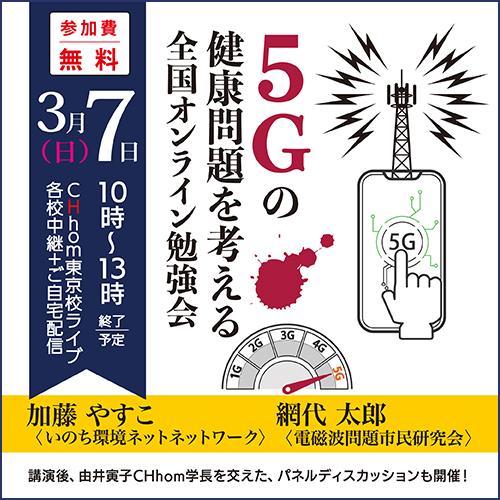 参加費
無料
3月7日
(日)
10時〜13時
終了
予定
CHhom東京校ライブ
各校中継+ご自宅配信
5Gの
健康問題を考える
全国オンライン勉強会
5G
1G
2G
3G
4G
5G
加藤 やすこ
〈いのち環境ネットネットワーク〉
網代 太郎
〈電磁波問題市民研究会〉
講演後、由井寅子CHhom学長を交えた、パネルディスカッションも開催!